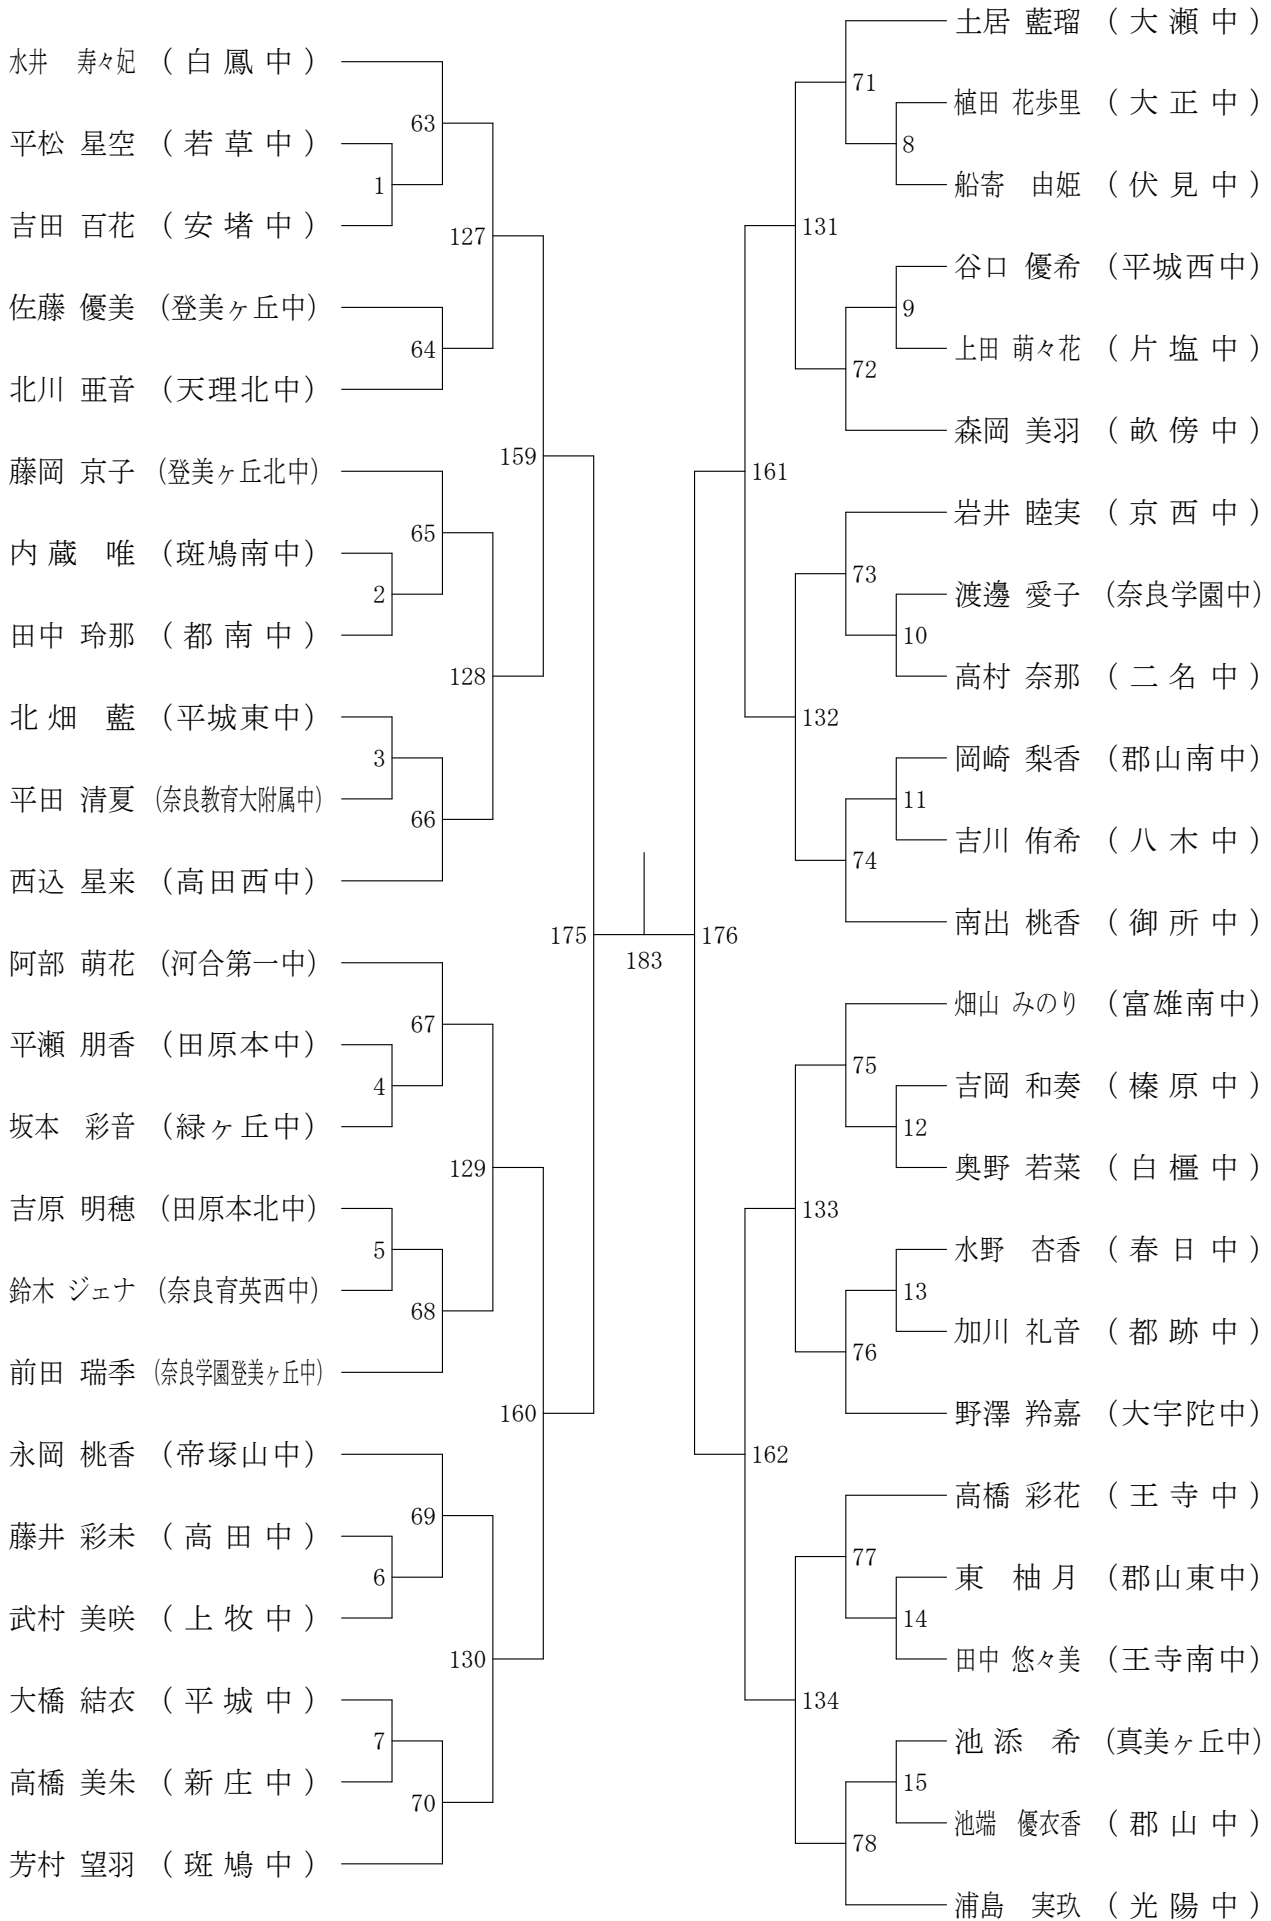 水井 寿々妃 （白鳳中）
平松 星空 （若草中）
吉田 百花 （安堵中）
佐藤 優美 （登美ヶ丘中）
北川 亜音 （天理北中）
藤岡 京子 （登美ヶ丘北中）
内蔵 唯 （斑鳩南中）
田中 玲那 （都南中）
北畑 藍 （平城東中）
平田 清夏 （奈良教育大附属中）
西込 星来 （高田西中）
阿部 萌花 （河合第一中）
平瀬 朋香 （田原本中）
坂本 彩音 （緑ヶ丘中）
吉原 明穂 （田原本北中）
鈴木 ジェナ （奈良育英西中）
前田 瑞季 （奈良学園登美ヶ丘中）
永岡 桃香 （帝塚山中）
藤井 彩未 （高田中）
武村 美咲 （上牧中）
大橋 結衣 （平城中）
高橋 美朱 （新庄中）
芳村 望羽 （斑鳩中）
1
2
3
4
5
6
7
63
64
65
66
67
68
69
70
127
128
129
130
159
160
175
183
176
161
162
131
132
133
134
71
72
73
74
75
76
77
78
8
9
10
11
12
13
14
15
土居 藍瑠 （大瀬中）
植田 花歩里 （大正中）
船寄 由姫 （伏見中）
谷口 優希 （平城西中）
上田 萌々花 （片塩中）
森岡 美羽 （畝傍中）
岩井 睦実 （京西中）
渡邊 愛子 （奈良学園中）
高村 奈那 （二名中）
岡崎 梨香 （郡山南中）
吉川 侑希 （八木中）
南出 桃香 （御所中）
畑山 みのり （富雄南中）
吉岡 和奏 （榛原中）
奥野 若菜 （白橿中）
水野 杏香 （春日中）
加川 礼音 （都跡中）
野澤 羚嘉 （大宇陀中）
高橋 彩花 （王寺中）
東 柚月 （郡山東中）
田中 悠々美 （王寺南中）
池添 希 （真美ヶ丘中）
池端 優衣香 （郡山中）
浦島 実玖 （光陽中）